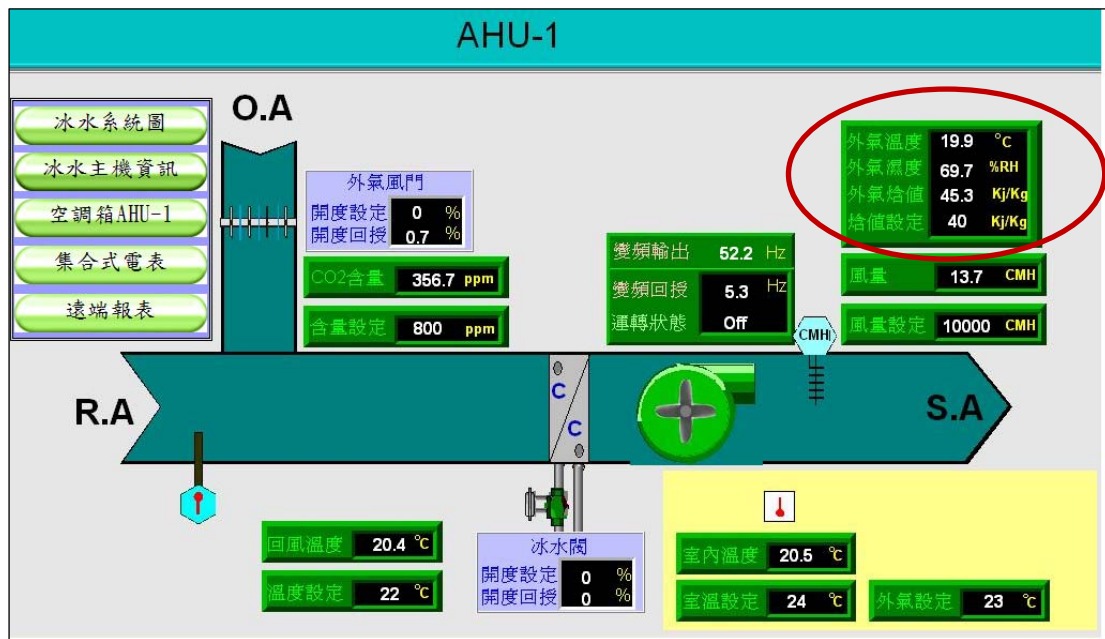 AHU-1
冰水系統圖
冰水主機資訊
空調箱AHU-1
集合式電表
遠端報表
O.A
外氣風門
開度設定 0 %
開度回授 0.7 %
CO2含量 356.7 ppm
含量設定 800 ppm
變頻輸出 52.2 Hz
變頻回授 5.3 Hz
運轉狀態 Off
外氣溫度 19.9 °C
外氣濕度 69.7 %RH
外氣焓值 45.3 Kj/Kg
焓值設定 40 Kj/Kg
風量 13.7 CMH
風量設定 10000 CMH
CMH
R.A
C
C
S.A
回風溫度 20.4 ℃
溫度設定 22 ℃
冰水閥
開度設定 0 %
開度回授 0 %
室內溫度 20.5 ℃
室溫設定 24 ℃
外氣設定 23 ℃